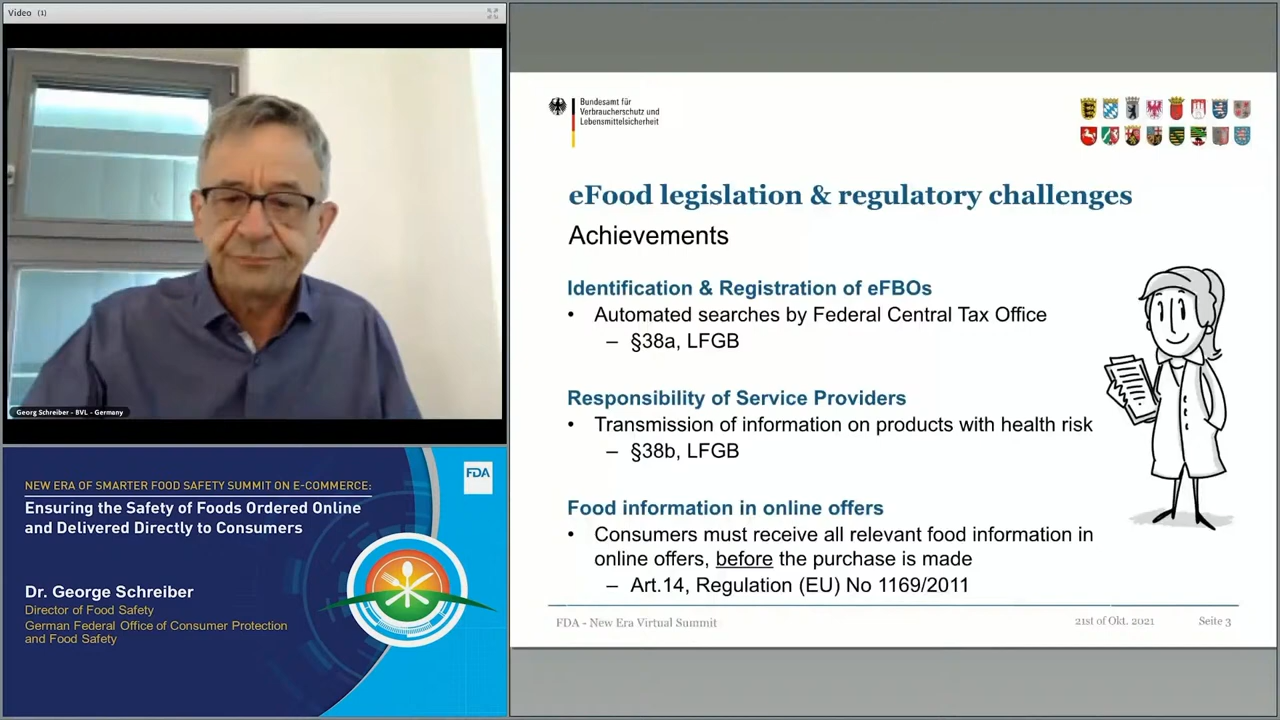 Video (1)
Georg Schreiber - BVL - Germany
NEW ERA OF SMARTER FOOD SAFETY SUMMIT ON E-COMMERCE:
Ensuring the Safety of Foods Ordered Online
and Delivered Directly to Consumers
FDA
Dr. George Schreiber
Director of Food Safety
German Federal Office of Consumer Protection
and Food Safety
Bundesamt für
Verbraucherschutz und
Lebensmittelsicherheit
eFood legislation & regulatory challenges
Achievements
Identification & Registration of eFBOs
• Automated searches by Federal Central Tax Office
– §38a, LFGB
Responsibility of Service Providers
• Transmission of information on products with health risk
– §38b, LFGB
Food information in online offers
• Consumers must receive all relevant food information in
online offers, before the purchase is made
– Art.14, Regulation (EU) No 1169/2011
FDA - New Era Virtual Summit
21st of Okt. 2021
Seite 3